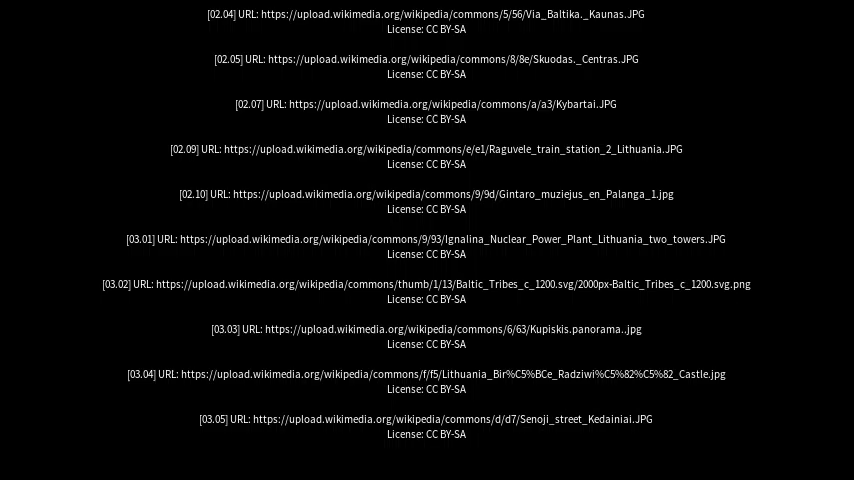 [02.04] URL: https://upload.wikimedia.org/wikipedia/commons/5/56/Via_Baltika._Kaunas.JPG
License: CC BY-SA
[02.05] URL: https://upload.wikimedia.org/wikipedia/commons/8/8e/Skuodas._Centras.JPG
License: CC BY-SA
[02.07] URL: https://upload.wikimedia.org/wikipedia/commons/a/a3/Kybartai.JPG
License: CC BY-SA
[02.09] URL: https://upload.wikimedia.org/wikipedia/commons/e/e1/Raguvele_train_station_2_Lithuania.JPG
License: CC BY-SA
[02.10] URL: https://upload.wikimedia.org/wikipedia/commons/9/9d/Gintaro_muziejus_en_Palanga_1.jpg
License: CC BY-SA
[03.01] URL: https://upload.wikimedia.org/wikipedia/commons/9/93/Ignalina_Nuclear_Power_Plant_Lithuania_two_towers.JPG
License: CC BY-SA
[03.02] URL: https://upload.wikimedia.org/wikipedia/commons/thumb/1/13/Baltic_Tribes_c_1200.svg/2000px-Baltic_Tribes_c_1200.svg.png
License: CC BY-SA
[03.03] URL: https://upload.wikimedia.org/wikipedia/commons/6/63/Kupiskis.panorama..jpg
License: CC BY-SA
[03.04] URL: https://upload.wikimedia.org/wikipedia/commons/f/f5/Lithuania_Bir%C5%BCe_Radziwi%C5%82%C5%82_Castle.jpg
License: CC BY-SA
[03.05] URL: https://upload.wikimedia.org/wikipedia/commons/d/d7/Senoji_street_Kedainiai.JPG
License: CC BY-SA